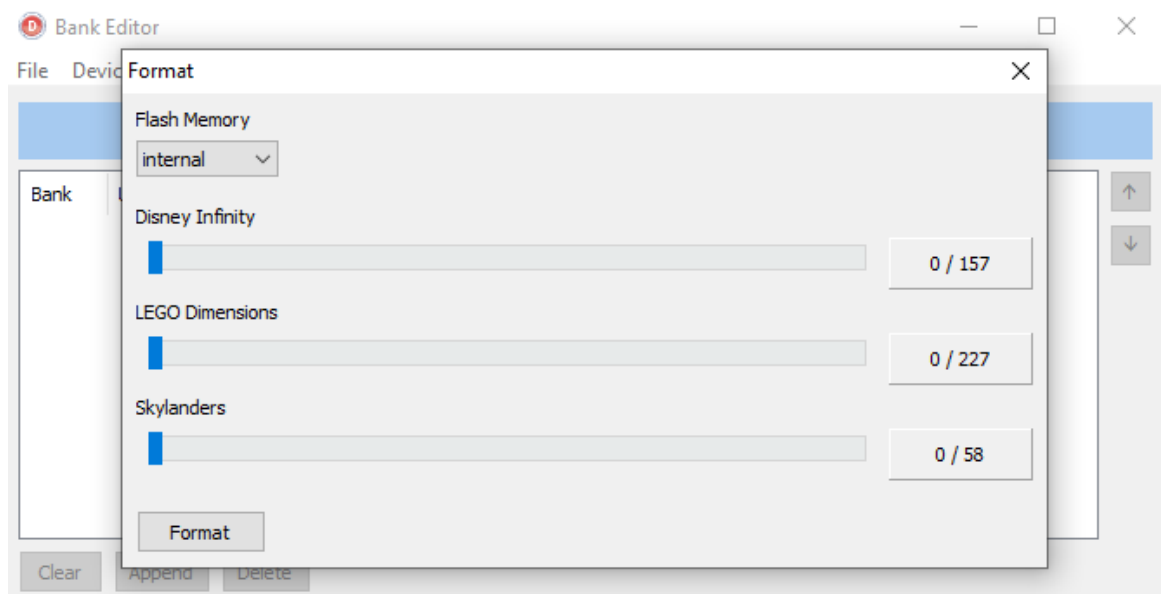 D Bank Editor
File Devic
Format
Flash Memory
internal
Bank
Disney Infinity
0 / 157
LEGO Dimensions
0 / 227
Skylanders
0 / 58
Format
Clear Append Delete